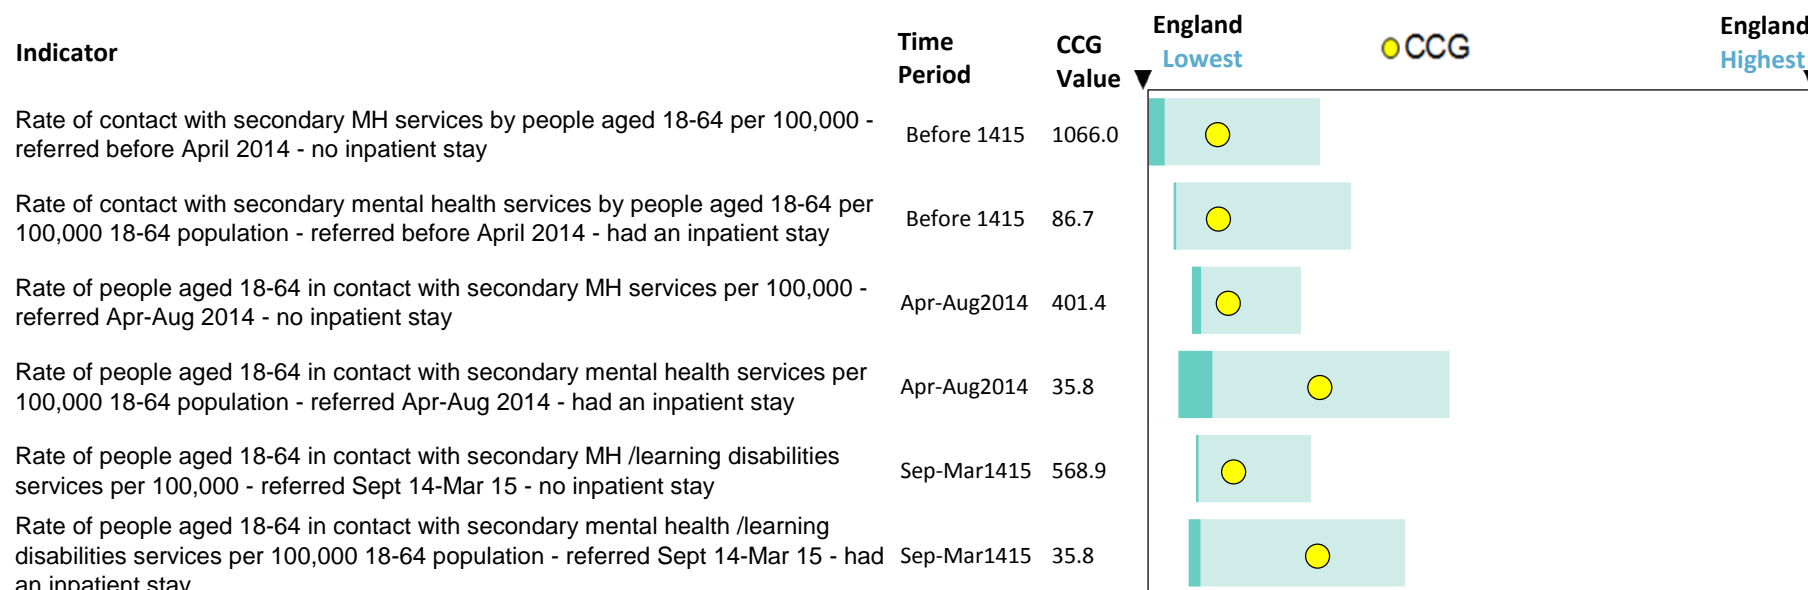 Indicator
Time Period
CCG Value
England Lowest
CCG
England Highest
Rate of contact with secondary MH services by people aged 18-64 per 100,000 -
referred before April 2014 - no inpatient stay
Before 1415 1066.0
Rate of contact with secondary mental health services by people aged 18-64 per
100,000 18-64 population - referred before April 2014 - had an inpatient stay
Before 1415 86.7
Rate of people aged 18-64 in contact with secondary MH services per 100,000 -
referred Apr-Aug 2014 - no inpatient stay
Apr-Aug2014 401.4
Rate of people aged 18-64 in contact with secondary mental health services per
100,000 18-64 population - referred Apr-Aug 2014 - had an inpatient stay
Apr-Aug2014 35.8
Rate of people aged 18-64 in contact with secondary MH /learning disabilities
services per 100,000 - referred Sept 14-Mar 15 - no inpatient stay
Sep-Mar1415 568.9
Rate of people aged 18-64 in contact with secondary mental health /learning
disabilities services per 100,000 18-64 population - referred Sept 14-Mar 15 - had
an inpatient stay
Sep-Mar1415 35.8